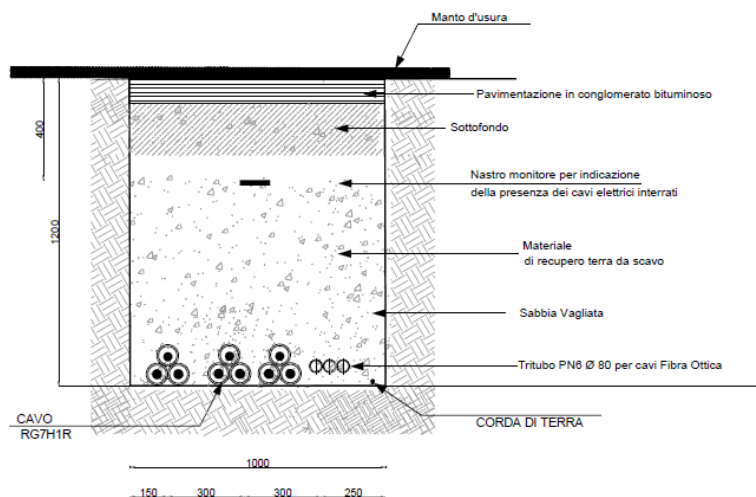 Manto d'usura
Pavimentazione in conglomerato bituminoso
Sottofondo
400
Nastro monitore per indicazione
della presenza dei cavi elettrici interrati
1200
Materiale
di recupero terra da scavo
Sabbia Vagliata
Tritubo PN6 Ø 80 per cavi Fibra Ottica
CAVO
RG7H1R
CORDA DI TERRA
1000
150 300 300 250